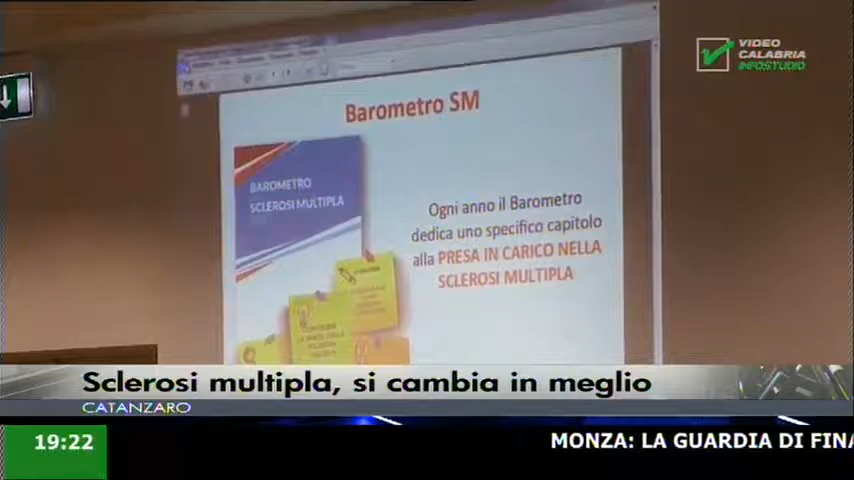 VIDEO
CALABRIA
INFOSTUDIO
Barometro SM
BAROMETRO
SCLEROSI MULTIPLA
Ogni anno il Barometro
dedica uno specifico capitolo
alla PRESA IN CARICO NELLA
SCLEROSI MULTIPLA
Sclerosi multipla, si cambia in meglio
CATANZARO
19:22
MONZA: LA GUARDIA DI FINA